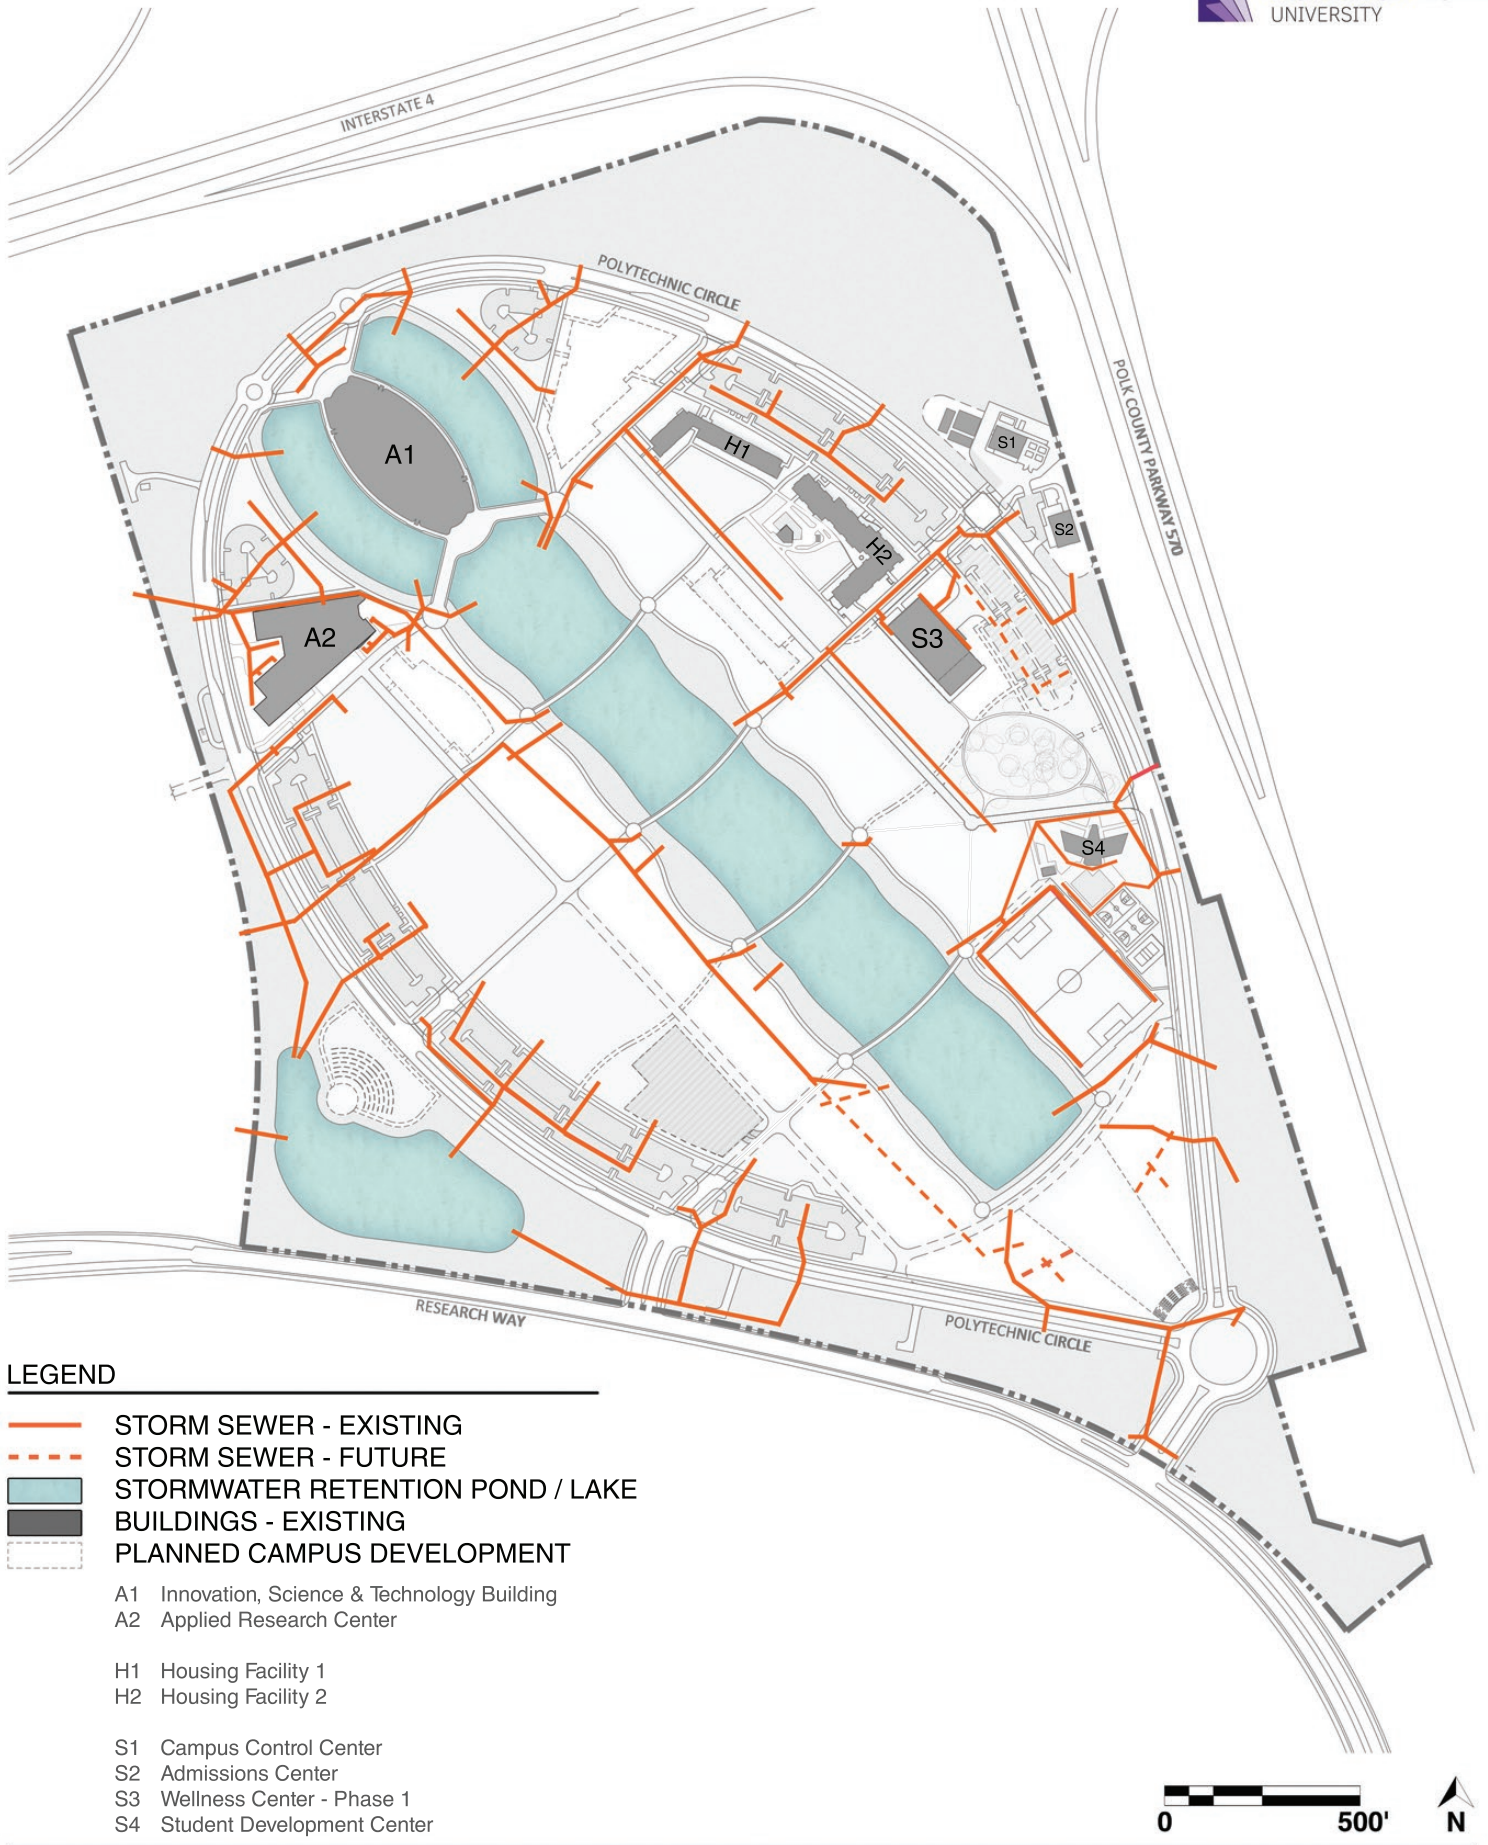 UNIVERSITY
INTERSTATE 4
POLYTECHNIC CIRCLE
POLK COUNTY PARKWAY 570
A1
H1
S1
S2
H2
A2
S3
S4
RESEARCH WAY
POLYTECHNIC CIRCLE
LEGEND
STORM SEWER - EXISTING
STORM SEWER - FUTURE
STORMWATER RETENTION POND / LAKE
BUILDINGS - EXISTING
PLANNED CAMPUS DEVELOPMENT
A1 Innovation, Science & Technology Building
A2 Applied Research Center
H1 Housing Facility 1
H2 Housing Facility 2
S1 Campus Control Center
S2 Admissions Center
S3 Wellness Center - Phase 1
S4 Student Development Center
0 500'
N